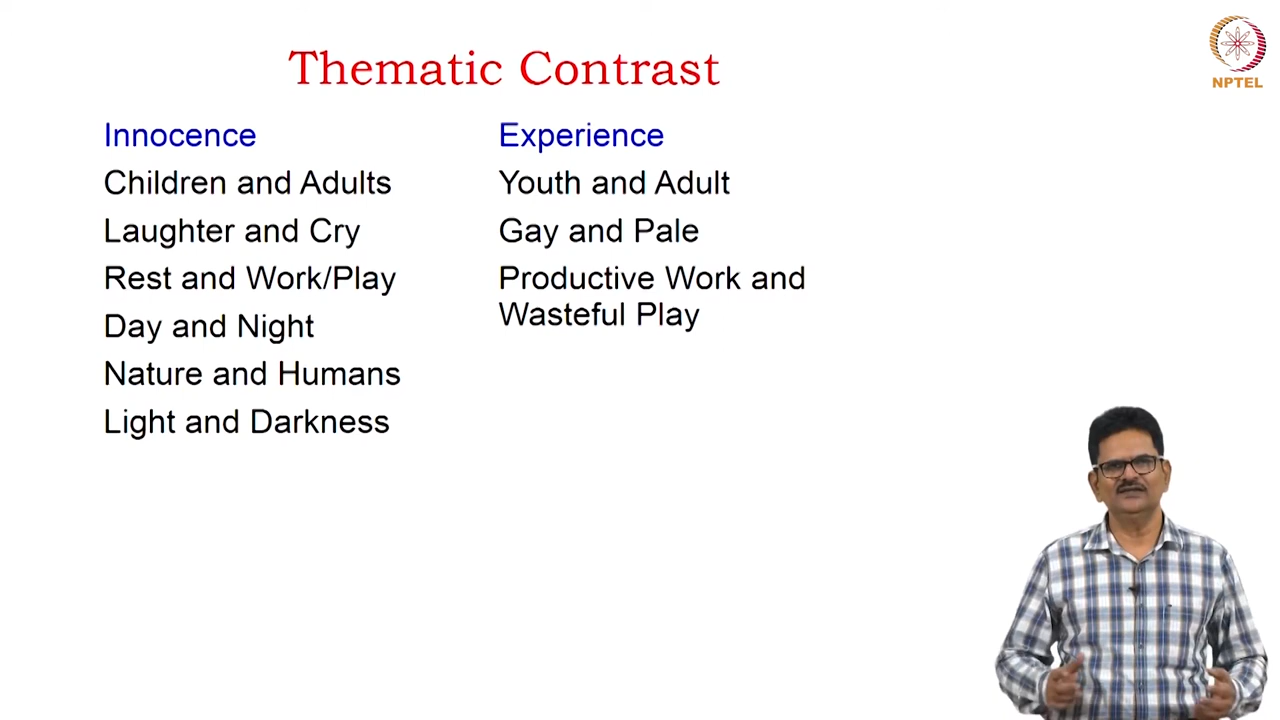 Thematic Contrast
NPTEL
Innocence
Children and Adults
Laughter and Cry
Rest and Work/Play
Day and Night
Nature and Humans
Light and Darkness
Experience
Youth and Adult
Gay and Pale
Productive Work and
Wasteful Play